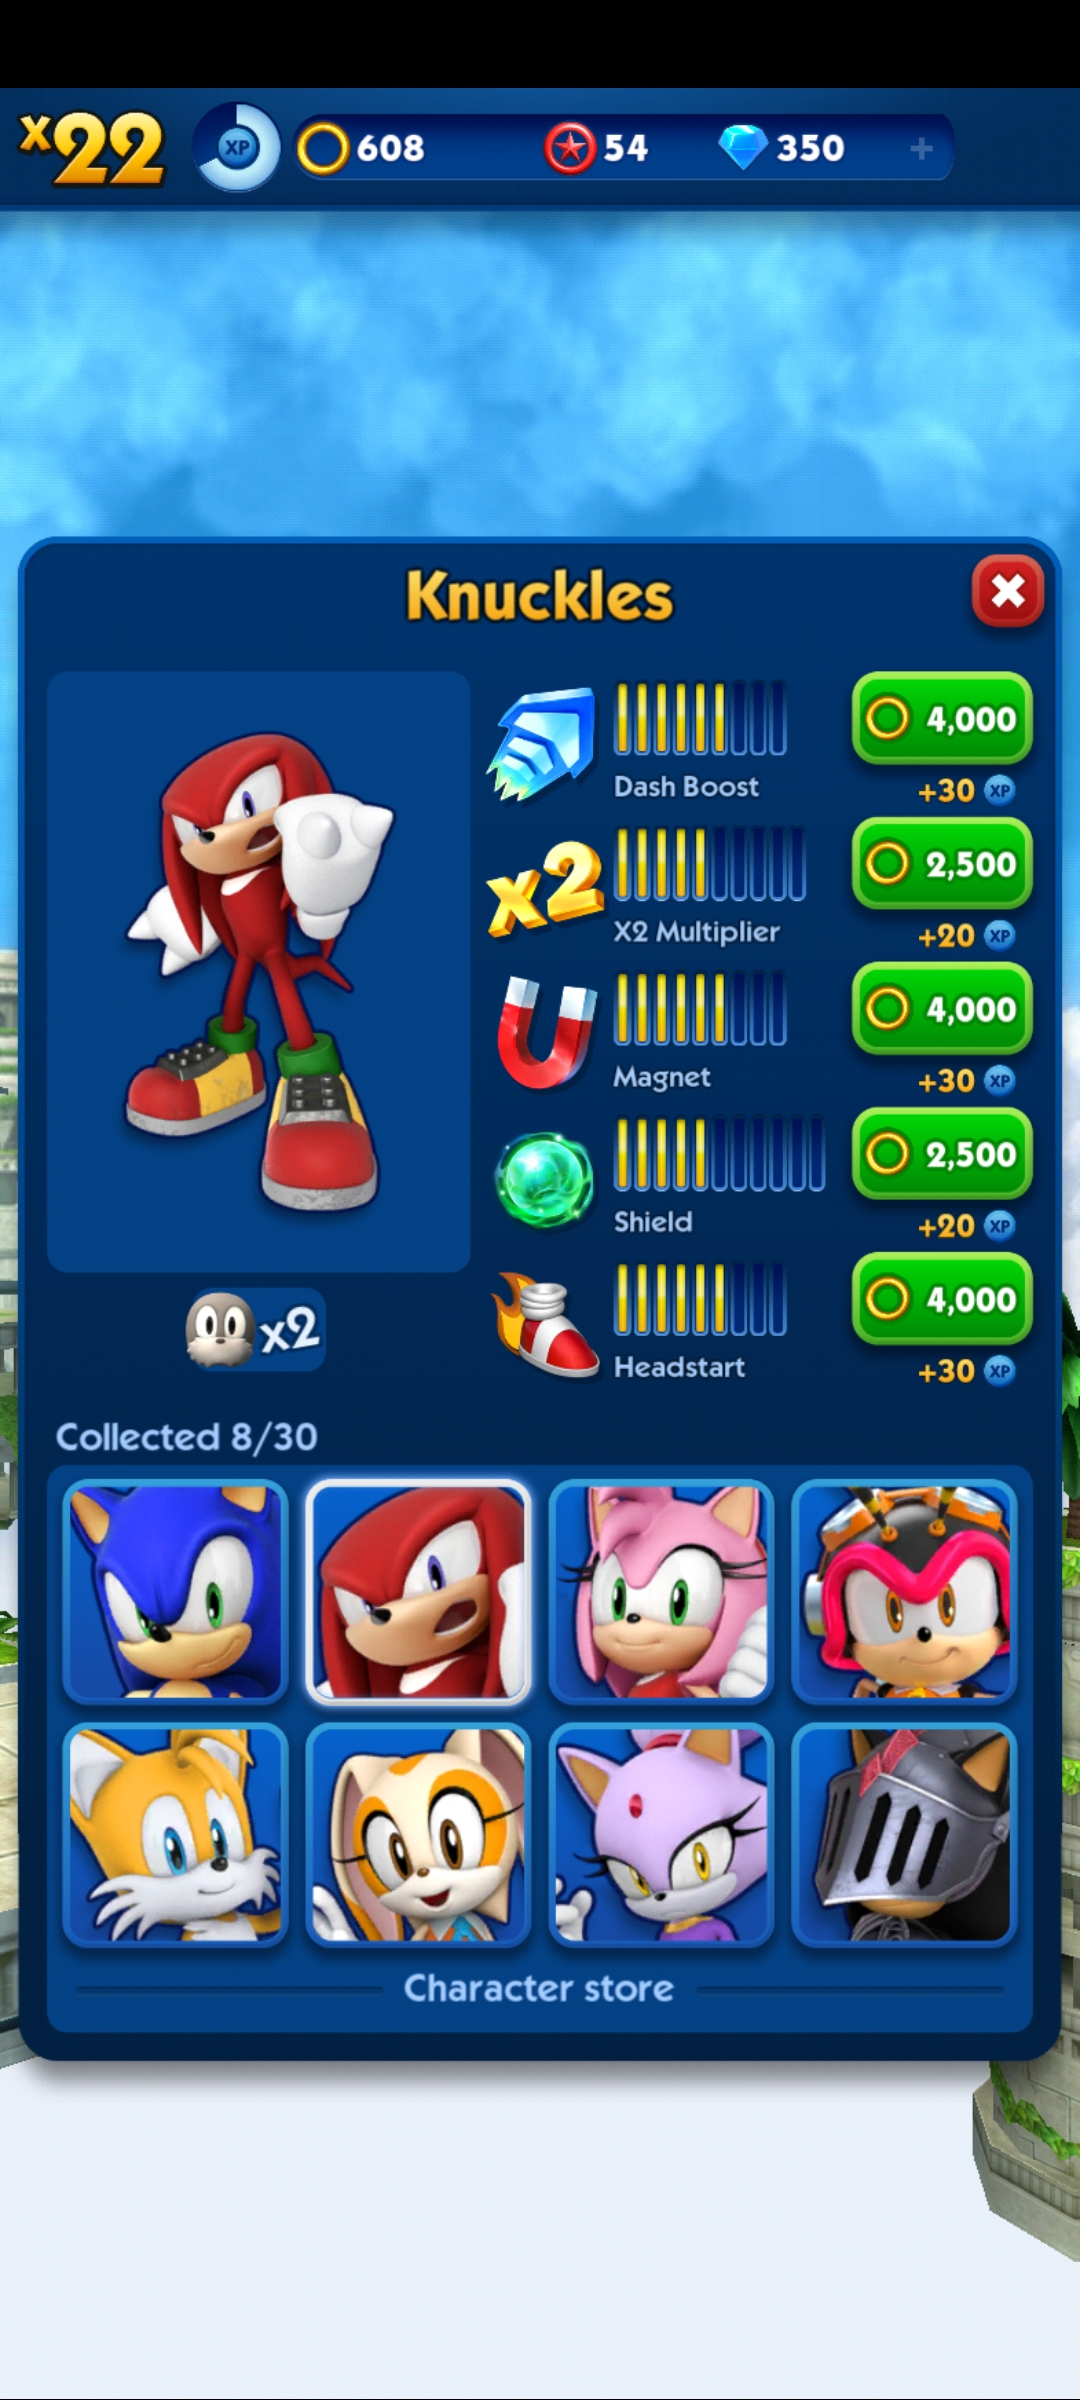 x22 XP 608 54 350 +
Knuckles
4,000
Dash Boost
+30 XP
x2
2,500
X2 Multiplier
+20 XP
4,000
Magnet
+30 XP
2,500
Shield
+20 XP
4,000
Headstart
+30 XP
x2
Collected 8/30
Character store